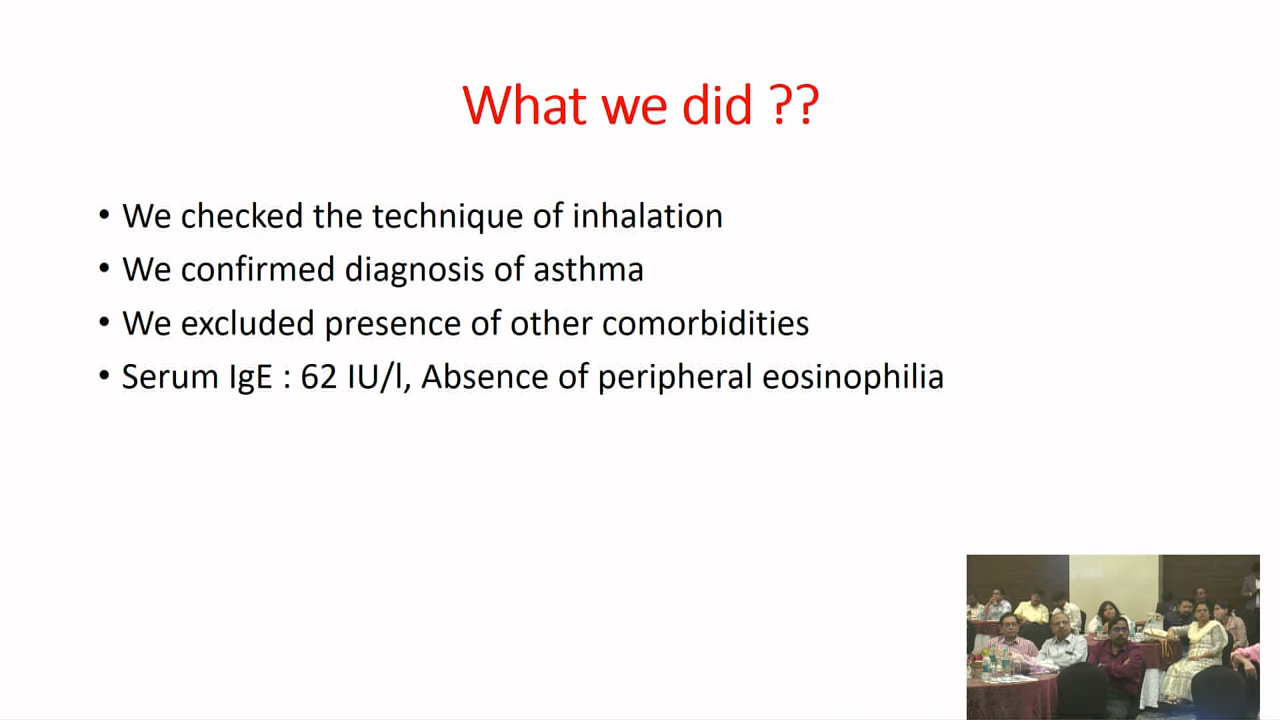 What we did ??
• We checked the technique of inhalation
• We confirmed diagnosis of asthma
• We excluded presence of other comorbidities
• Serum IgE : 62 IU/l, Absence of peripheral eosinophilia